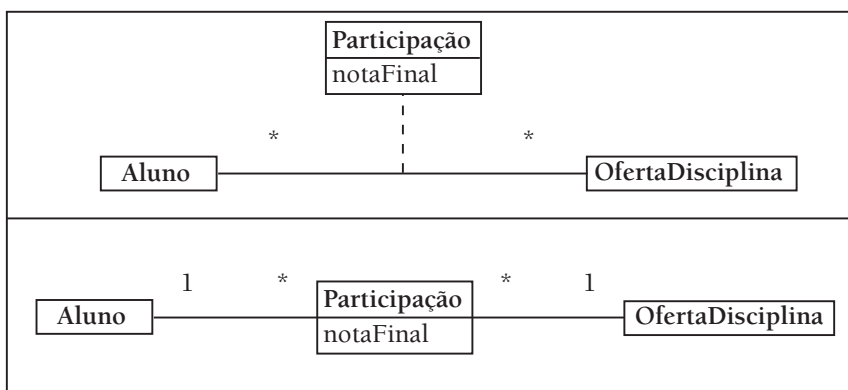 Participação
notaFinal
* *
Aluno OfertaDisciplina
1 * * 1
Participação
Aluno OfertaDisciplina
notaFinal